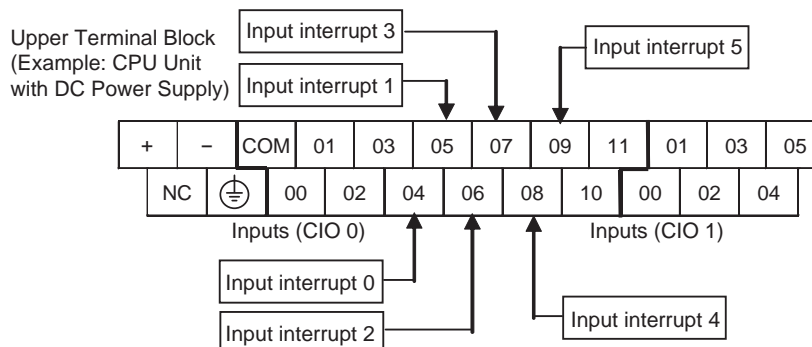 Upper Terminal Block
(Example: CPU Unit
with DC Power Supply)
Input interrupt 3
Input interrupt 5
Input interrupt 1
+ − COM 01 03 05 07 09 11 01 03 05
NC 00 02 04 06 08 10 00 02 04
Inputs (CIO 0)
Inputs (CIO 1)
Input interrupt 0
Input interrupt 2
Input interrupt 4